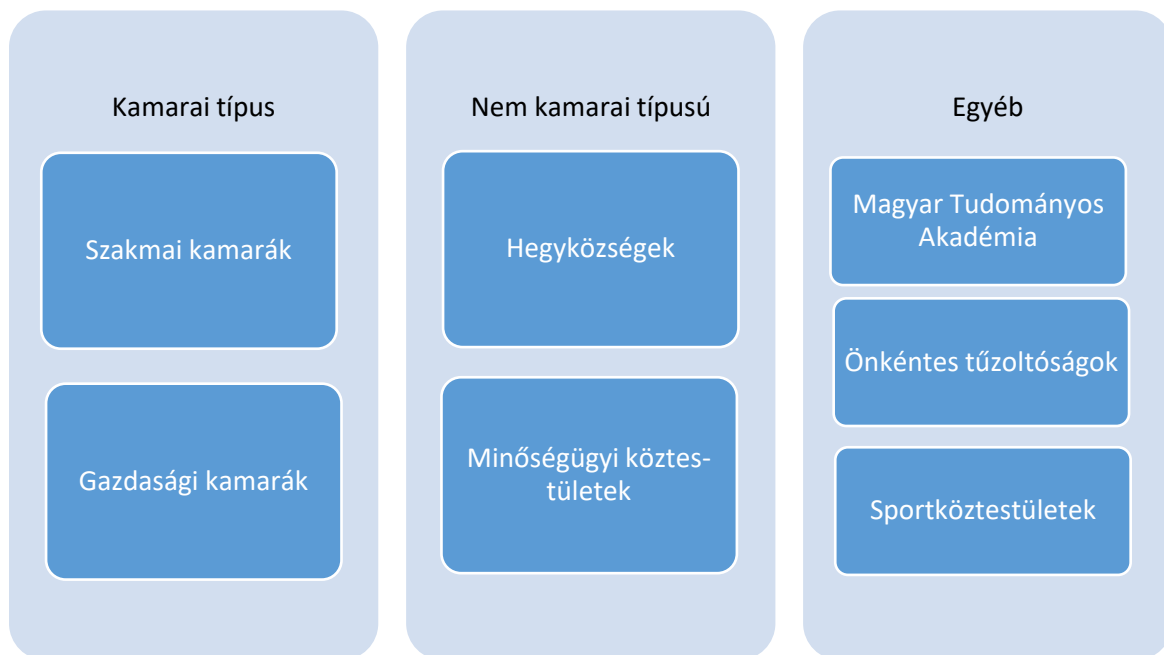 Kamarai típus
Szakmai kamarák
Gazdasági kamarák
Nem kamarai típusú
Hegyközségek
Minőségügyi köztes-
tületek
Egyéb
Magyar Tudományos
Akadémia
Önkéntes tűzoltóságok
Sportköztestületek